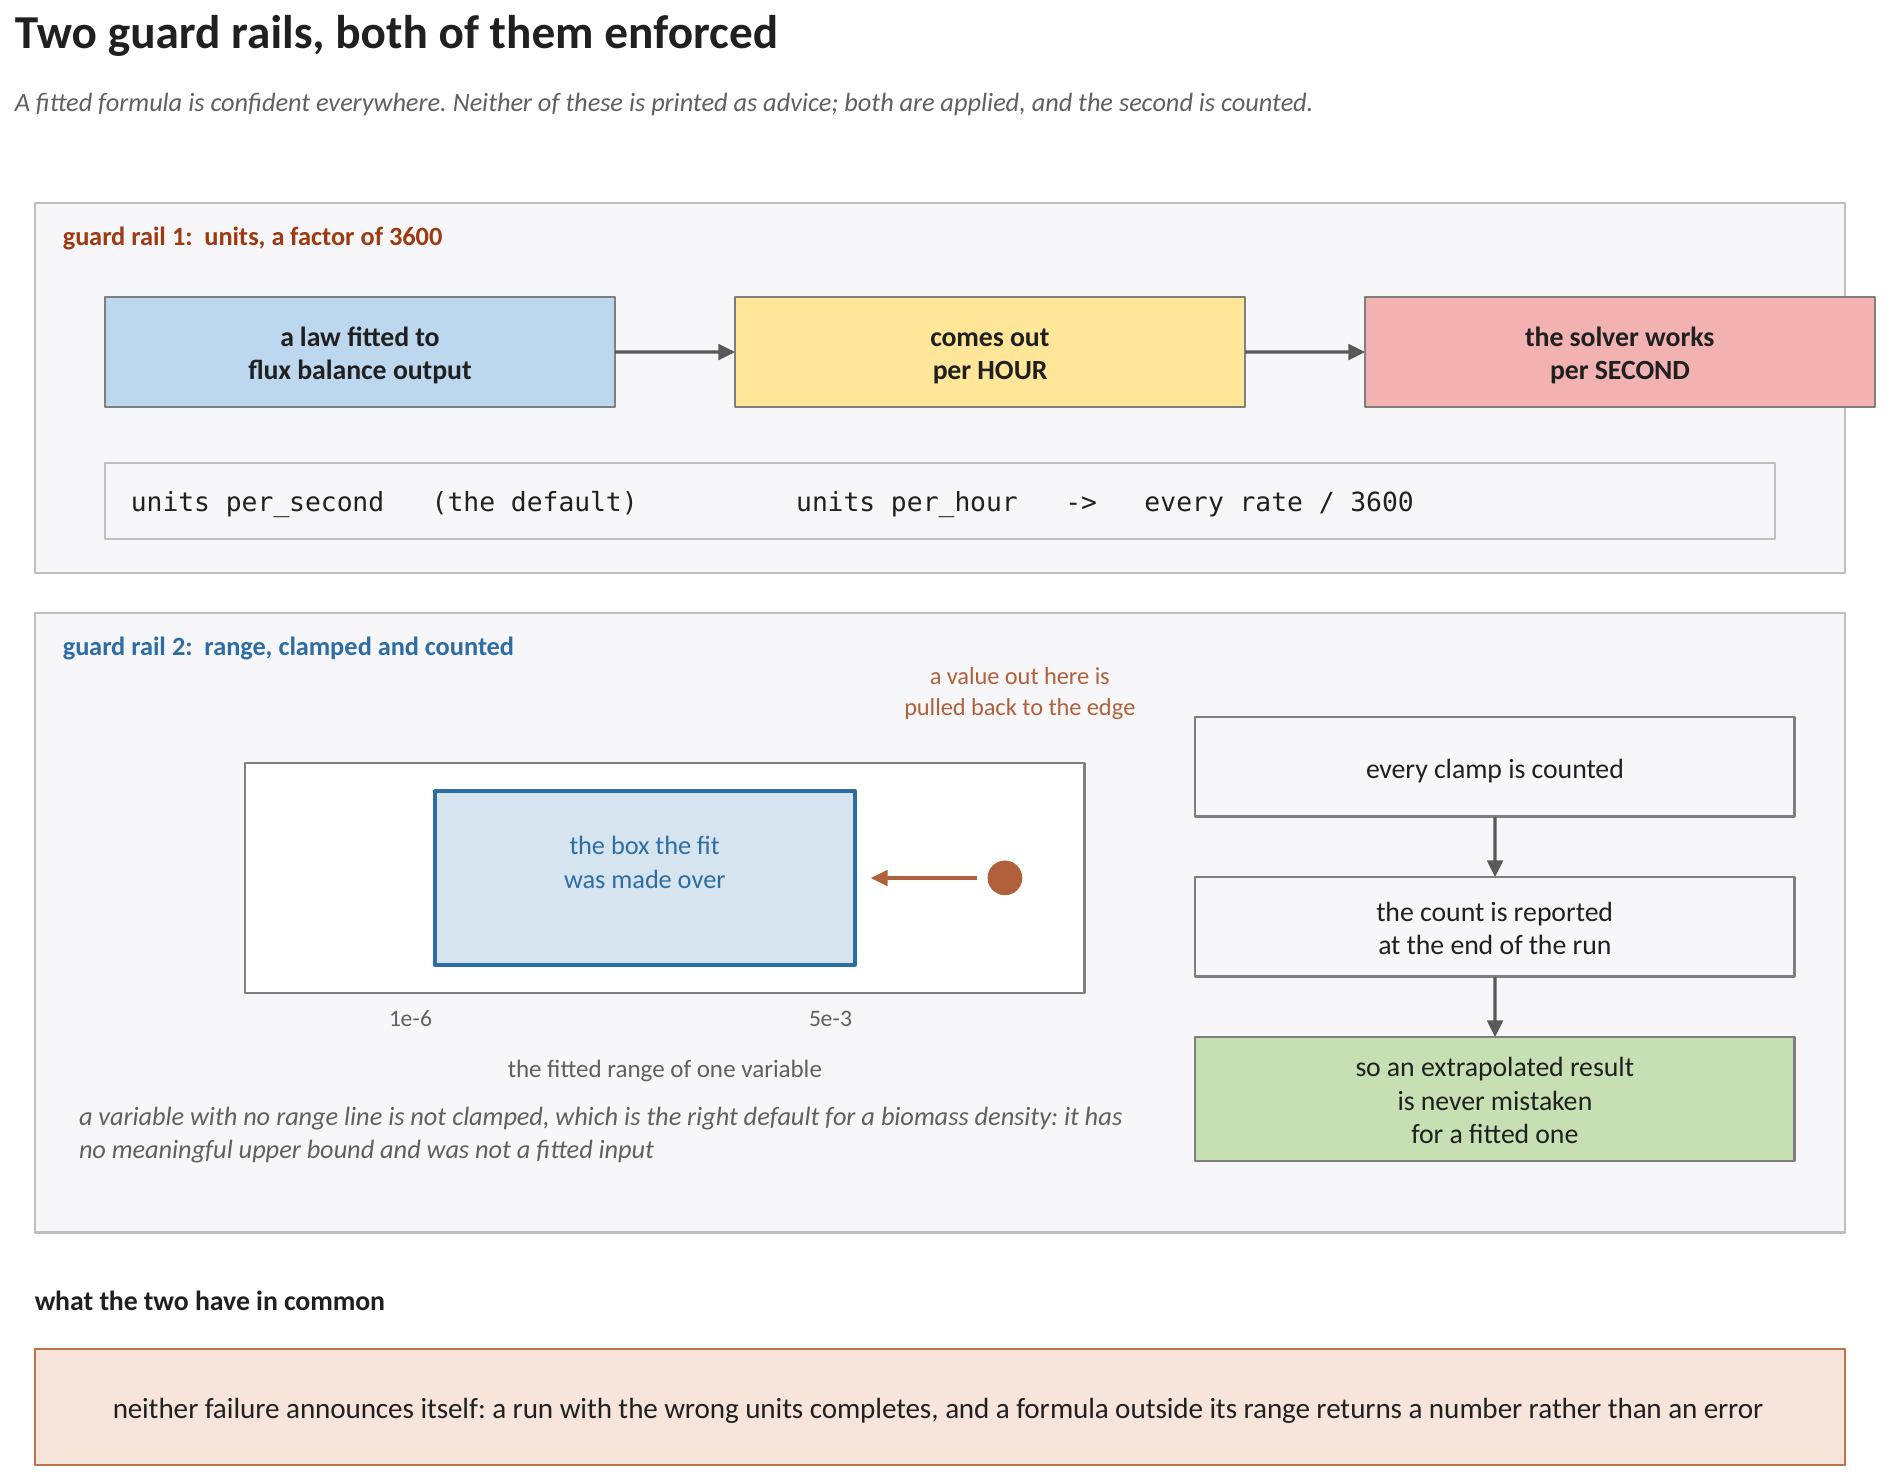 Two guard rails, both of them enforced
A fitted formula is confident everywhere. Neither of these is printed as advice; both are applied, and the second is counted.
guard rail 1:  units, a factor of 3600
a law fitted to
flux balance output
comes out
per HOUR
the solver works
per SECOND
units per_second   (the default)          units per_hour   ->   every rate / 3600
guard rail 2:  range, clamped and counted
a value out here is
pulled back to the edge
the box the fit
was made over
1e-6
5e-3
the fitted range of one variable
a variable with no range line is not clamped, which is the right default for a biomass density: it has
no meaningful upper bound and was not a fitted input
every clamp is counted
the count is reported
at the end of the run
so an extrapolated result
is never mistaken
for a fitted one
what the two have in common
neither failure announces itself: a run with the wrong units completes, and a formula outside its range returns a number rather than an error